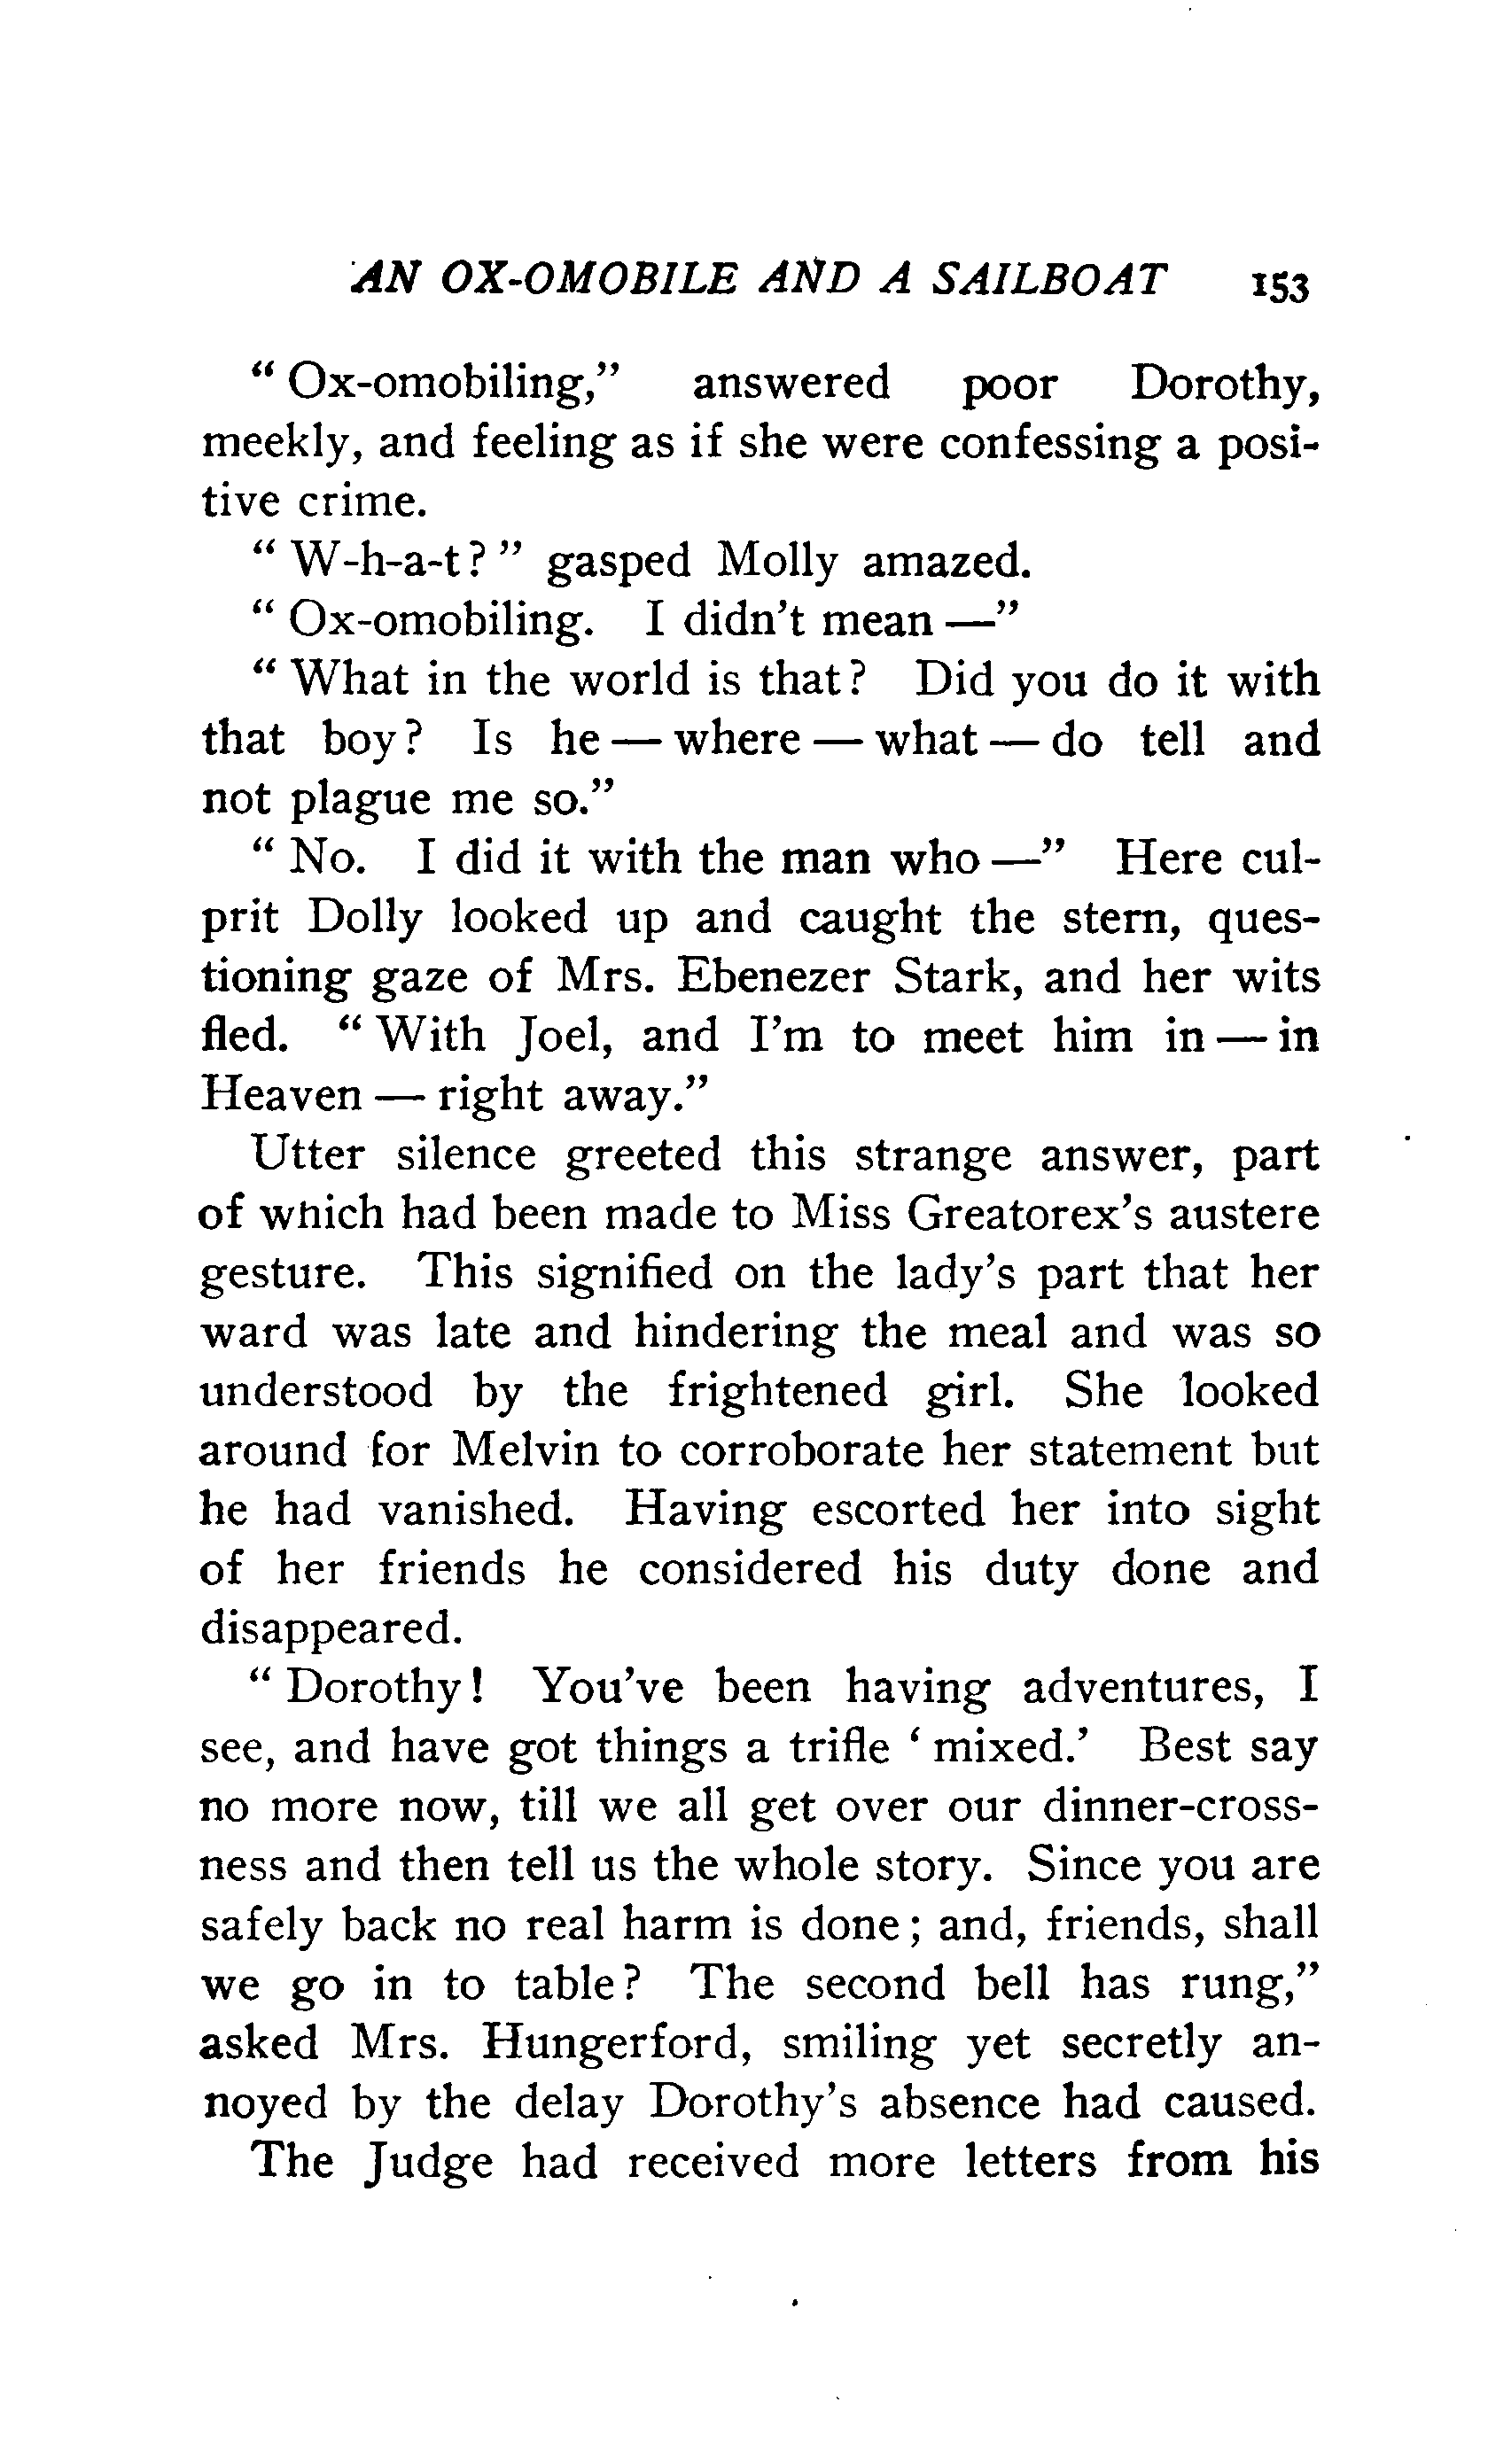 AN OX-OMOBILE AND A SAILBOAT 153
“ Ox-omobiling,” answered poor Dorothy,
meekly, and feeling as if she were confessing a posi-
tive crime.
“ W-h-a-t? ” gasped Molly amazed.
“ Ox-omobiling. I didn't mean —”
“ What in the world is that? Did you do it with
that boy? Is he — where — what — do tell and
not plague me so.”
“ No. I did it with the man who —” Here cul-
prit Dolly looked up and caught the stern, ques-
tioning gaze of Mrs. Ebenezer Stark, and her wits
fled. “ With Joel, and I'm to meet him in — in
Heaven — right away.”
Utter silence greeted this strange answer, part
of which had been made to Miss Greatorex's austere
gesture. This signified on the lady's part that her
ward was late and hindering the meal and was so
understood by the frightened girl. She looked
around for Melvin to corroborate her statement but
he had vanished. Having escorted her into sight
of her friends he considered his duty done and
disappeared.
“ Dorothy! You've been having adventures, I
see, and have got things a trifle ‘ mixed.’ Best say
no more now, till we all get over our dinner-cross-
ness and then tell us the whole story. Since you are
safely back no real harm is done; and, friends, shall
we go in to table? The second bell has rung,”
asked Mrs. Hungerford, smiling yet secretly an-
noyed by the delay Dorothy's absence had caused.
The Judge had received more letters from his